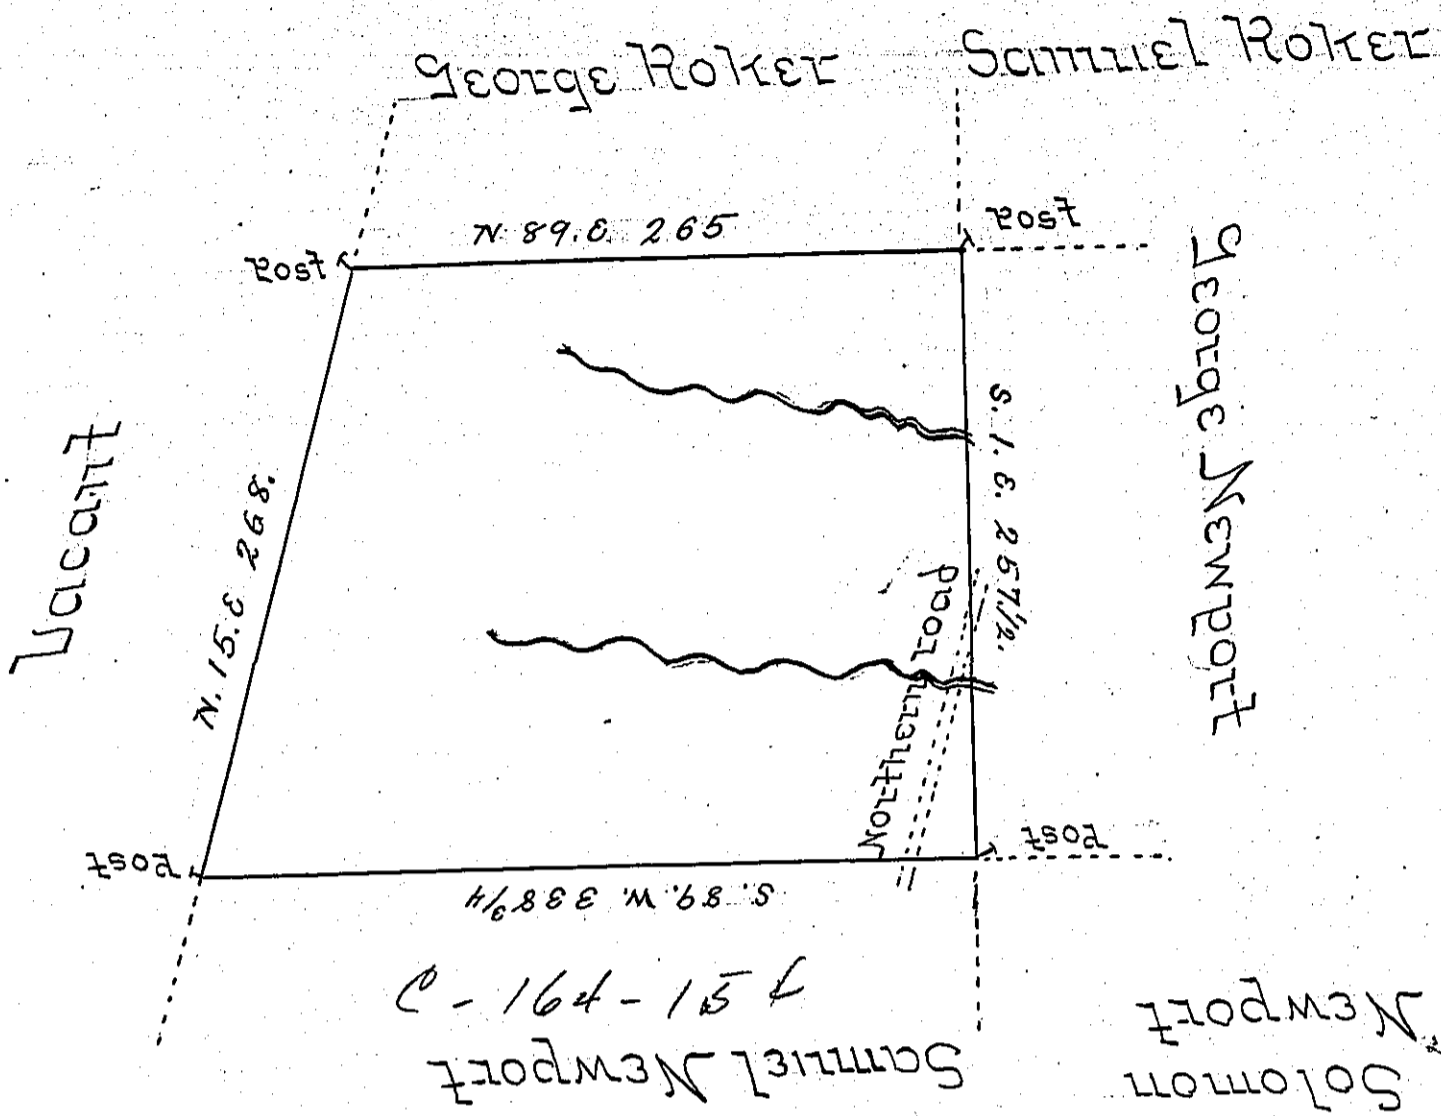 George Roker
Samuel Roker
Post
N. 89. E. 265
Post
George Newport
S. 1. E. 257 1/2.
Vacant
N. 15. E 268.
Northern road
Post
Post
S. 89. W. 338 3/4
C - 164 - 15
Samuel Newport
Solomon
Newport